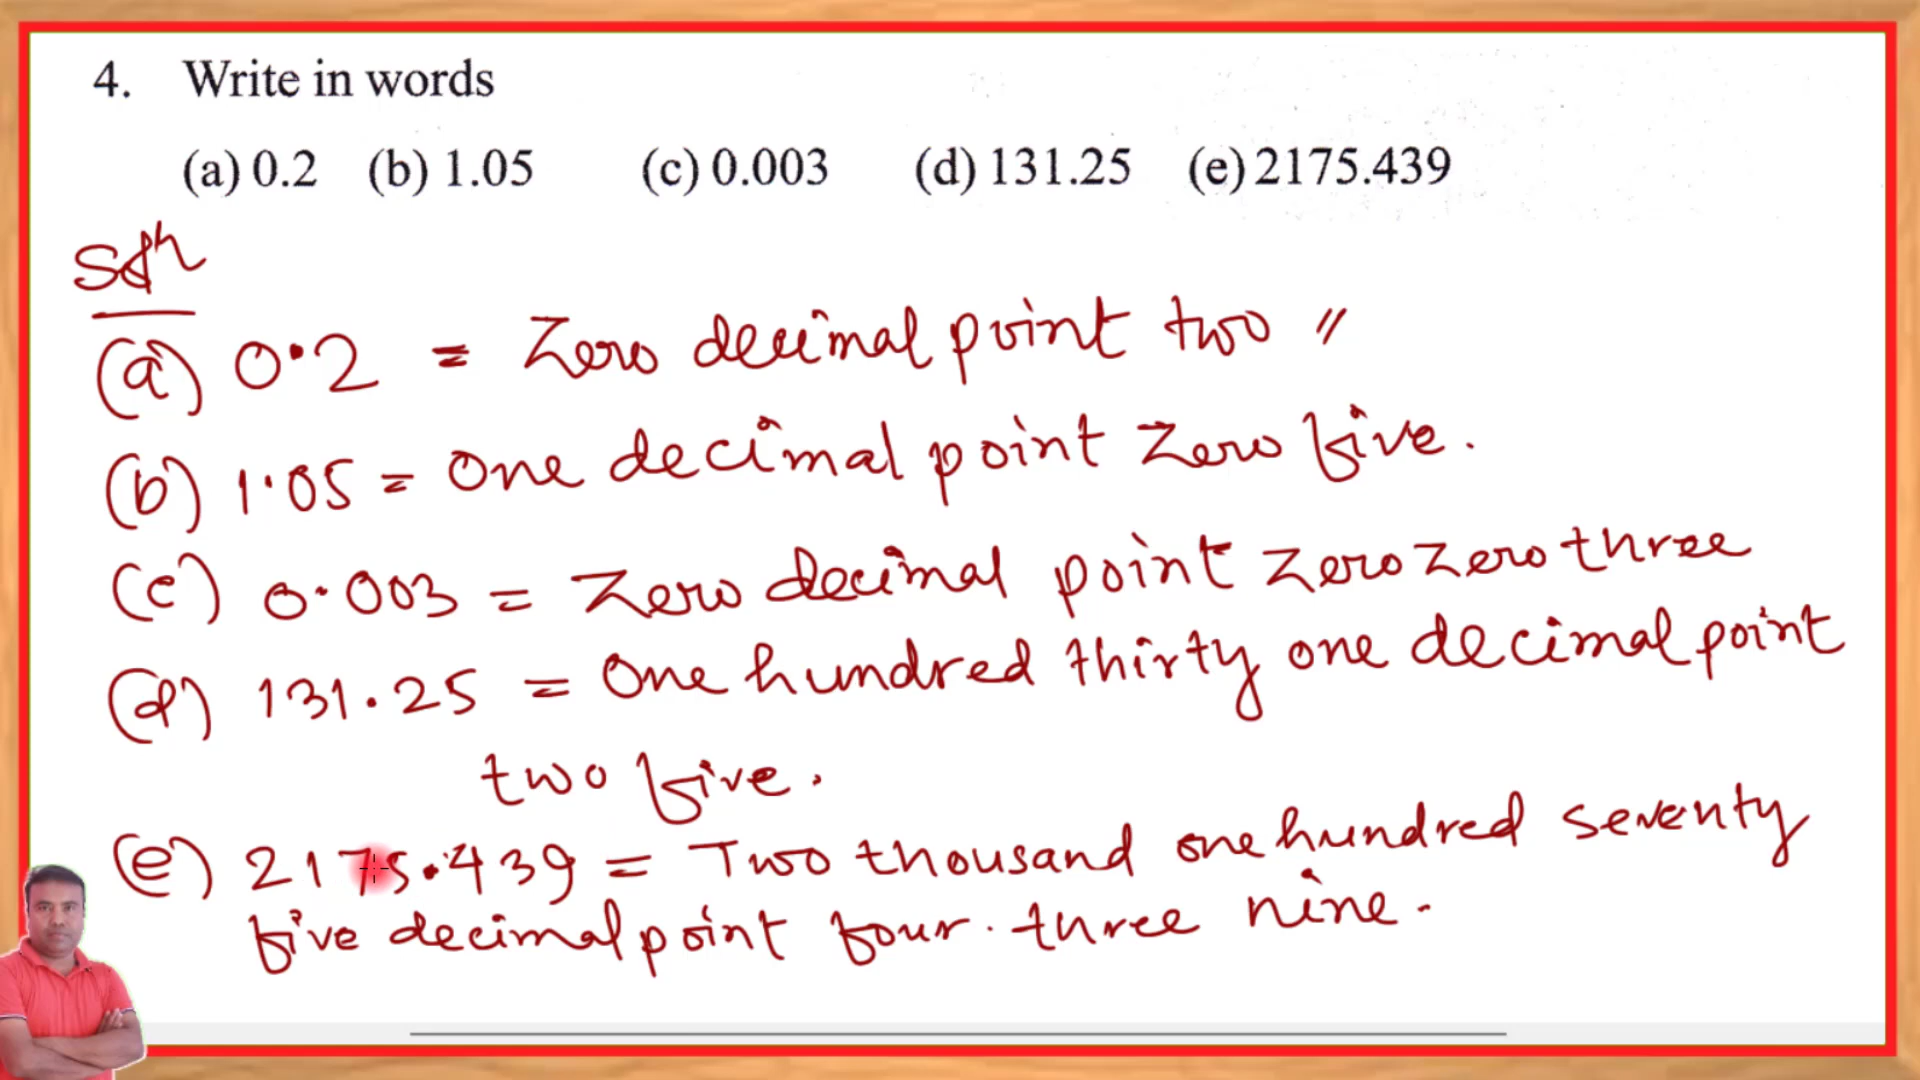 4. Write in words
(a) 0.2 (b) 1.05 (c) 0.003 (d) 131.25 (e) 2175.439
Soln
(a) 0.2 = Zero decimal point two //
(b) 1.05 = One decimal point Zero five.
(c) 0.003 = Zero decimal point zero zero three
(d) 131.25 = One hundred thirty one decimal point
two five.
(e) 2175.439 = Two thousand one hundred seventy
five decimal point four. three nine.